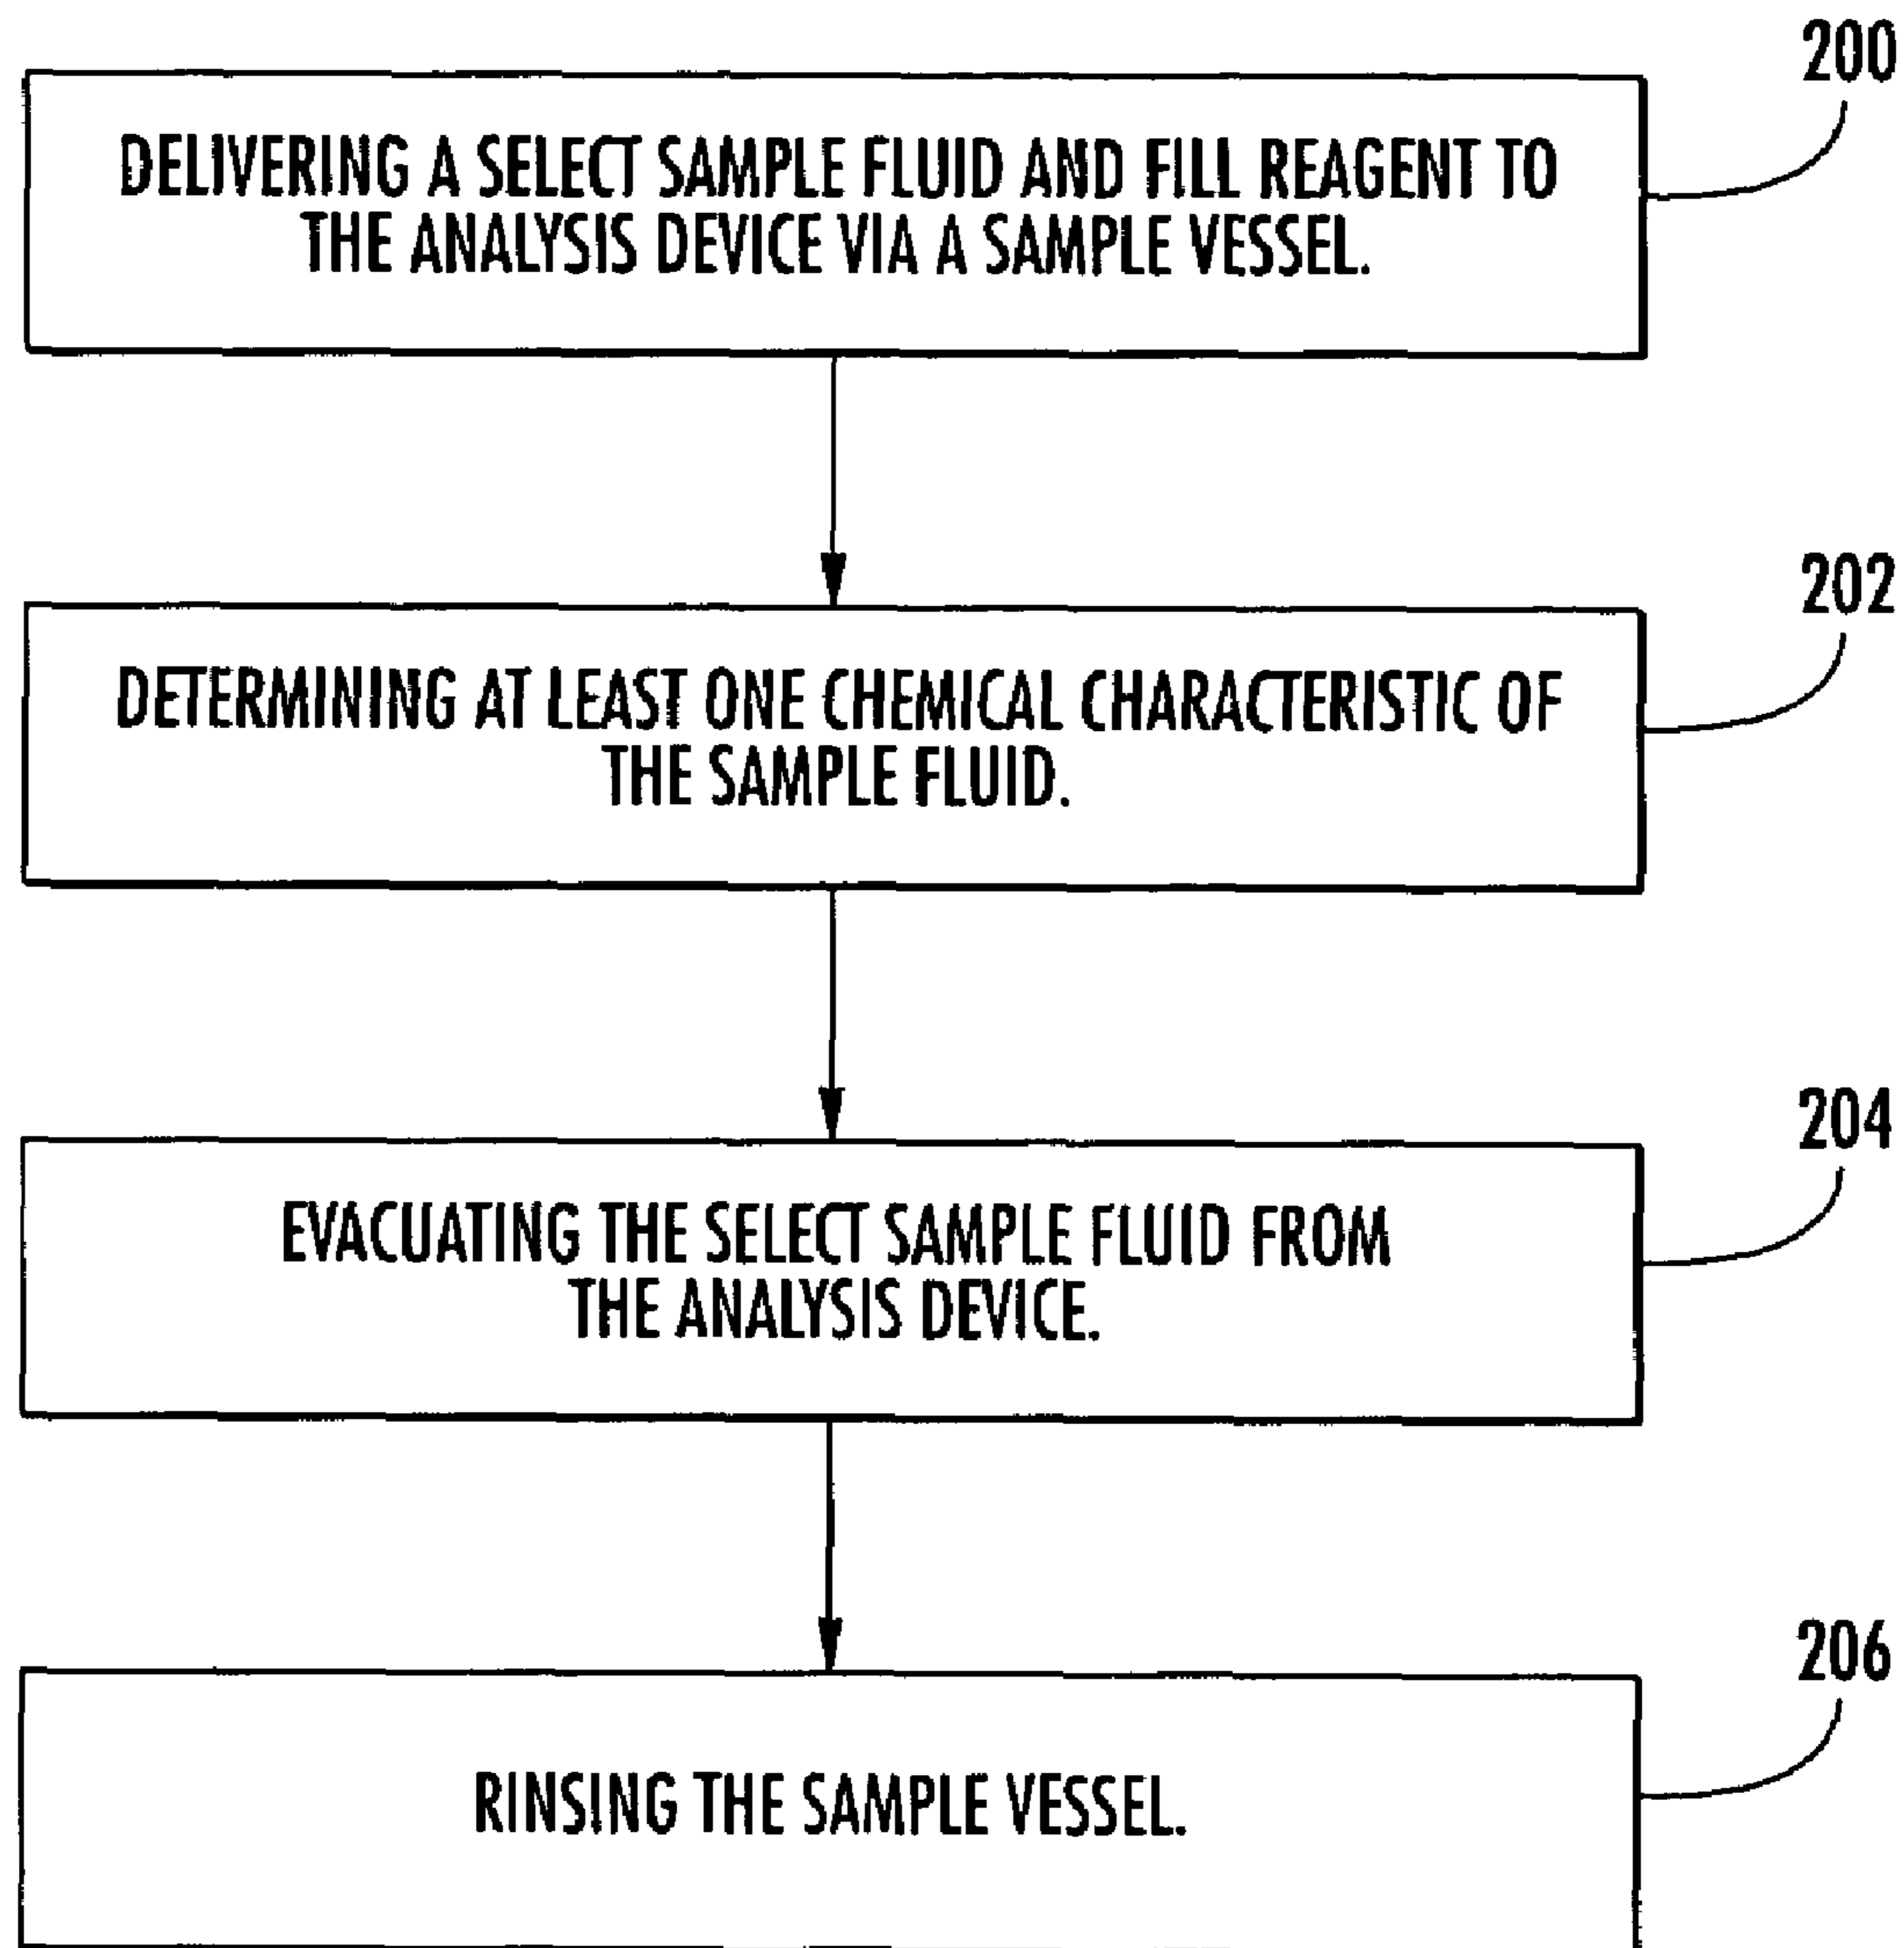 200
DELIVERING A SELECT SAMPLE FLUID AND FILL REAGENT TO
THE ANALYSIS DEVICE VIA A SAMPLE VESSEL.
202
DETERMINING AT LEAST ONE CHEMICAL CHARACTERISTIC OF
THE SAMPLE FLUID.
204
EVACUATING THE SELECT SAMPLE FLUID FROM
THE ANALYSIS DEVICE.
206
RINSING THE SAMPLE VESSEL.